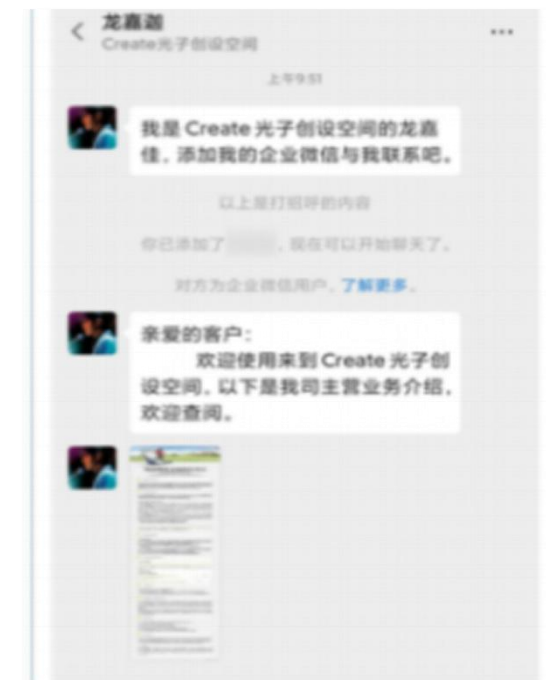 龙嘉迦
Create光子创设空间
上午9:51
我是 Create 光子创设空间的龙嘉
佳，添加我的企业微信与我联系吧。
以上是打招呼的内容
你已添加了，现在可以开始聊天了。
对方为企业微信用户，了解更多。
亲爱的客户：
欢迎使用来到 Create 光子创
设空间，以下是我司主营业务介绍，
欢迎查阅。